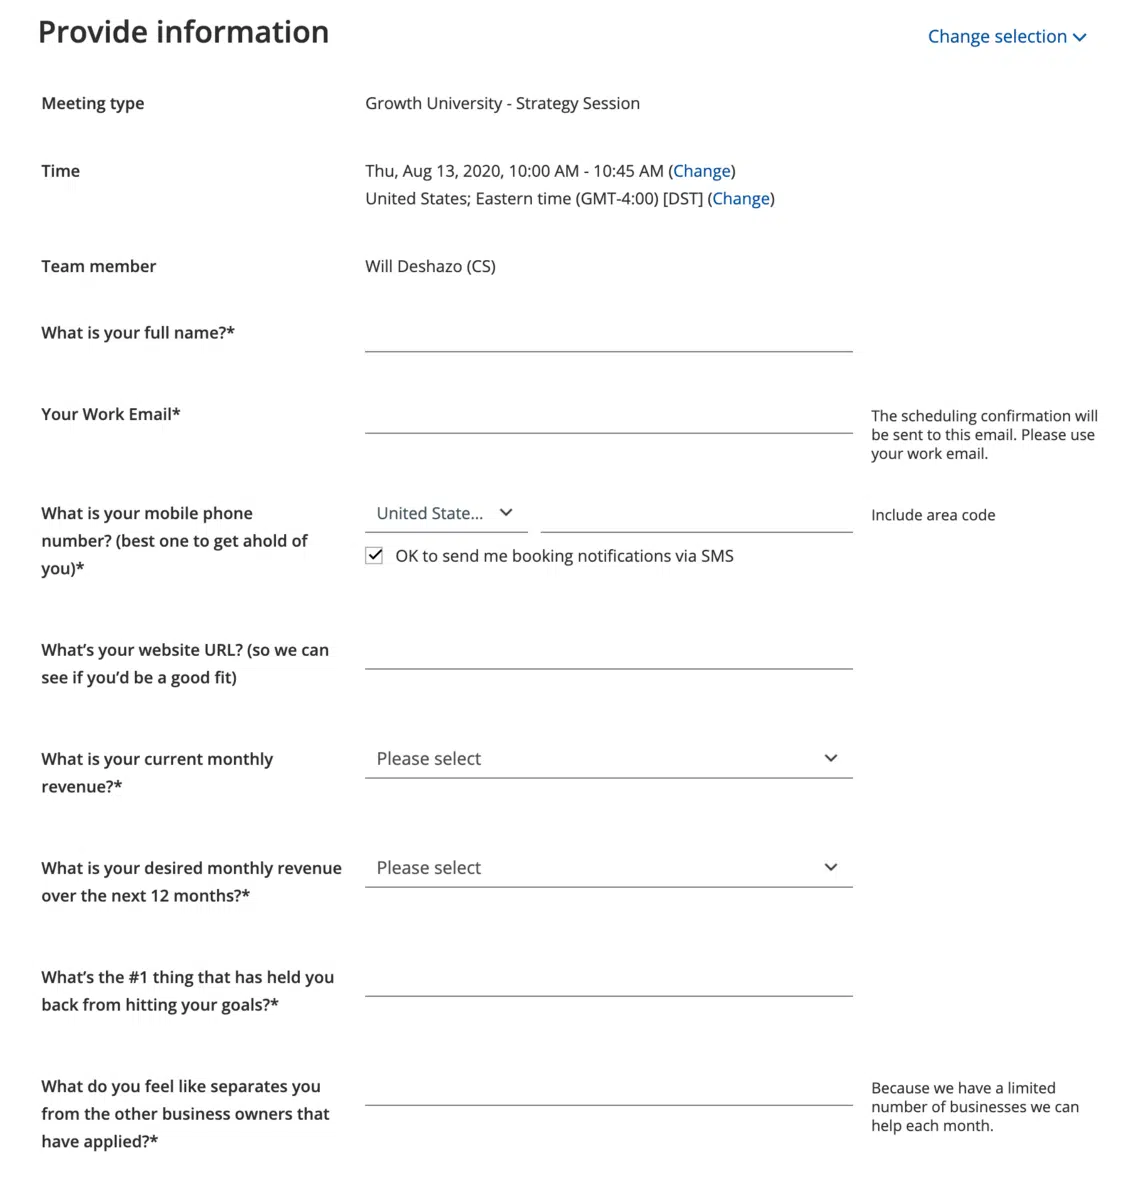 Provide information
Change selection
Meeting type
Growth University - Strategy Session
Time
Thu, Aug 13, 2020, 10:00 AM - 10:45 AM (Change)
United States; Eastern time (GMT-4:00) [DST] (Change)
Team member
Will Deshazo (CS)
What is your full name?*
Your Work Email*
The scheduling confirmation will
be sent to this email. Please use
your work email.
What is your mobile phone
number? (best one to get ahold of
you)*
United State...
Include area code
OK to send me booking notifications via SMS
What's your website URL? (so we can
see if you'd be a good fit)
What is your current monthly
revenue?*
Please select
What is your desired monthly revenue
over the next 12 months?*
Please select
What's the #1 thing that has held you
back from hitting your goals?*
What do you feel like separates you
from the other business owners that
have applied?*
Because we have a limited
number of businesses we can
help each month.